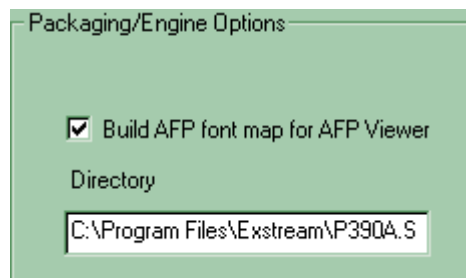 Packaging/Engine Options
Build AFP font map for AFP Viewer
Directory
C:\Program Files\Exstream\P390A.S